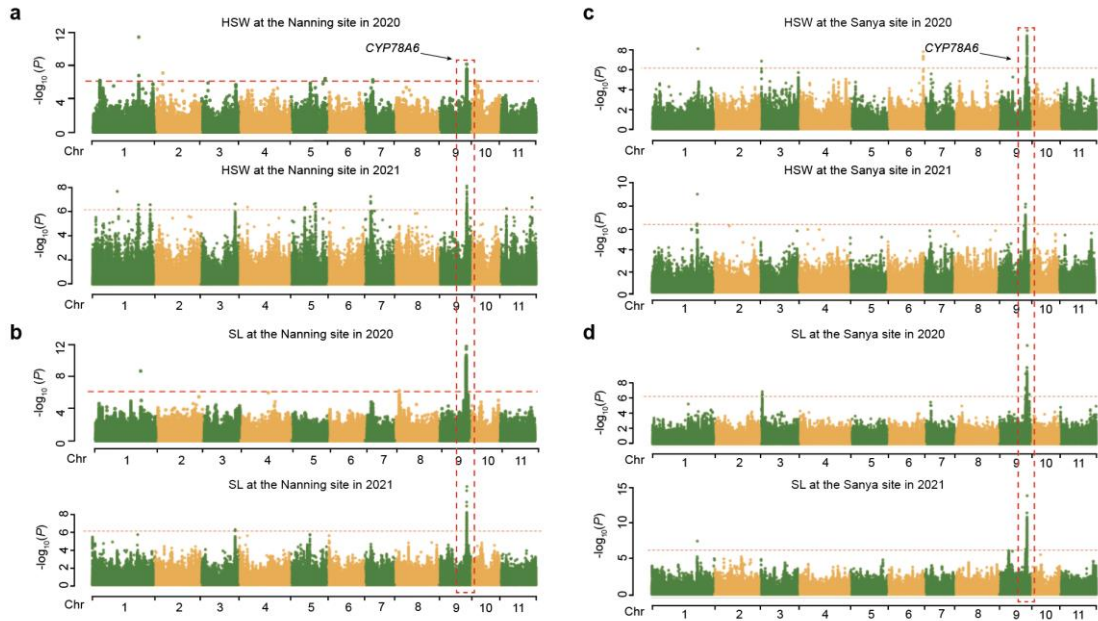 a
HSW at the Nanning site in 2020
CYP78A6
12
8
4
0
-log10(P)
Chr 1 2 3 4 5 6 7 8 9 10 11
HSW at the Nanning site in 2021
8
6
4
2
0
-log10(P)
Chr 1 2 3 4 5 6 7 8 9 10 11
b
SL at the Nanning site in 2020
12
8
4
0
-log10(P)
Chr 1 2 3 4 5 6 7 8 9 10 11
SL at the Nanning site in 2021
8
6
4
2
0
-log10(P)
Chr 1 2 3 4 5 6 7 8 9 10 11
c
HSW at the Sanya site in 2020
CYP78A6
8
6
4
2
0
-log10(P)
Chr 1 2 3 4 5 6 7 8 9 10 11
HSW at the Sanya site in 2021
10
8
6
4
2
0
-log10(P)
Chr 1 2 3 4 5 6 7 8 9 10 11
d
SL at the Sanya site in 2020
8
6
4
2
0
-log10(P)
Chr 1 2 3 4 5 6 7 8 9 10 11
SL at the Sanya site in 2021
15
10
5
0
-log10(P)
Chr 1 2 3 4 5 6 7 8 9 10 11